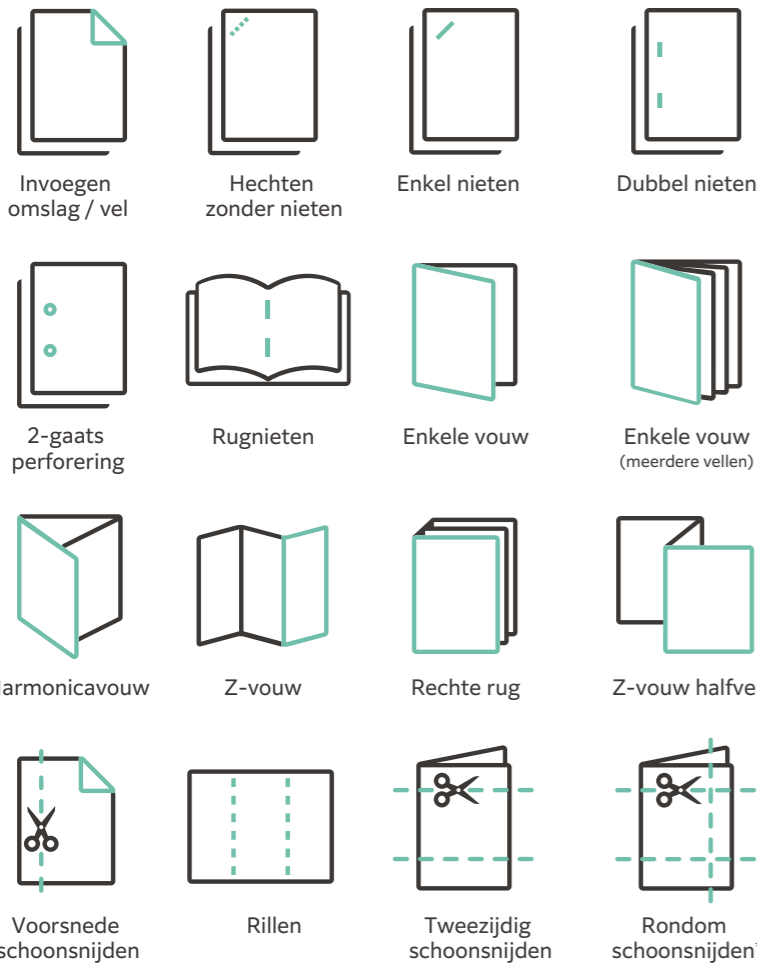 Invoegen
omslag / vel
Hechten
zonder nieten
Enkel nieten
Dubbel nieten
2-gaats
perforering
Rugnieten
Enkele vouw
Enkele vouw
(meerdere vellen)
Harmonicavouw
Z-vouw
Rechte rug
Z-vouw halfve
Voorsnede
schoonsnijden
Rillen
Tweezijdig
schoonsnijden
Rondom
schoonsnijden*